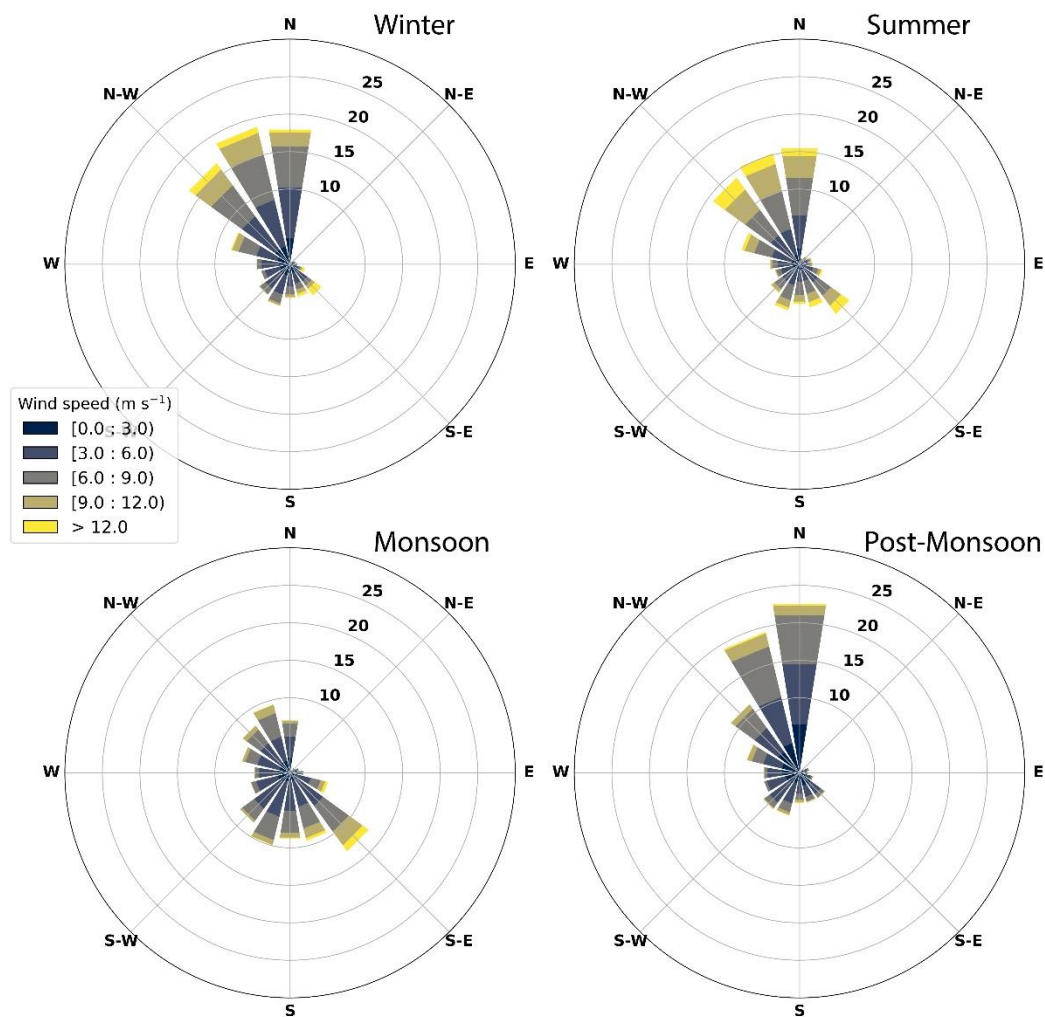 N Winter
25
N-W N-E
20
15
10
W E
S-E
S
N Summer
25
N-W N-E
20
15
10
W E
S-W S-E
S
Wind speed (m s⁻¹)
[0.0 : 3.0)
[3.0 : 6.0)
[6.0 : 9.0)
[9.0 : 12.0)
> 12.0
N Monsoon
25
N-W N-E
20
15
10
W E
S-W S-E
S
N Post-Monsoon
25
N-W N-E
20
15
10
W E
S-W S-E
S